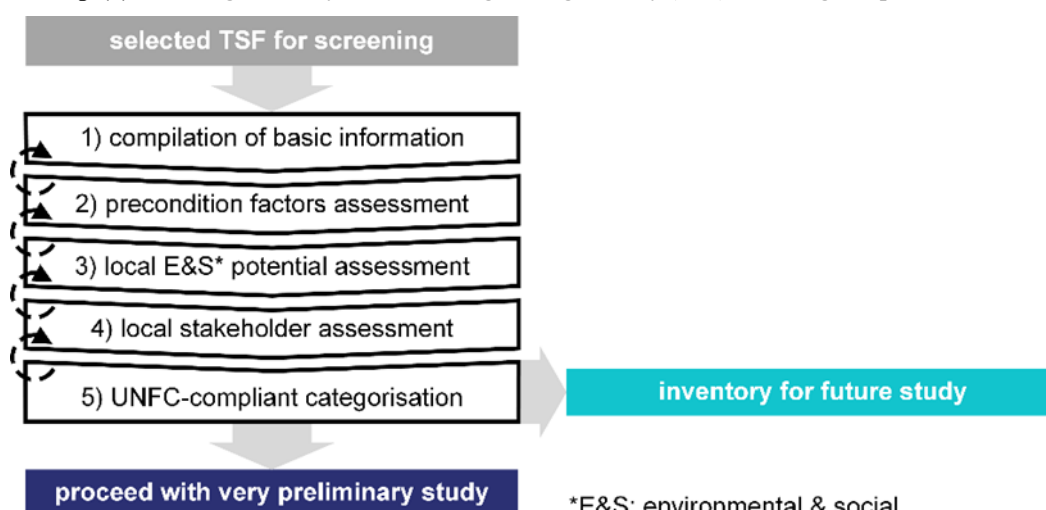 selected TSF for screening
1) compilation of basic information
2) precondition factors assessment
3) local E&S* potential assessment
4) local stakeholder assessment
5) UNFC-compliant categorisation
inventory for future study
proceed with very preliminary study
*E&S: environmental & social